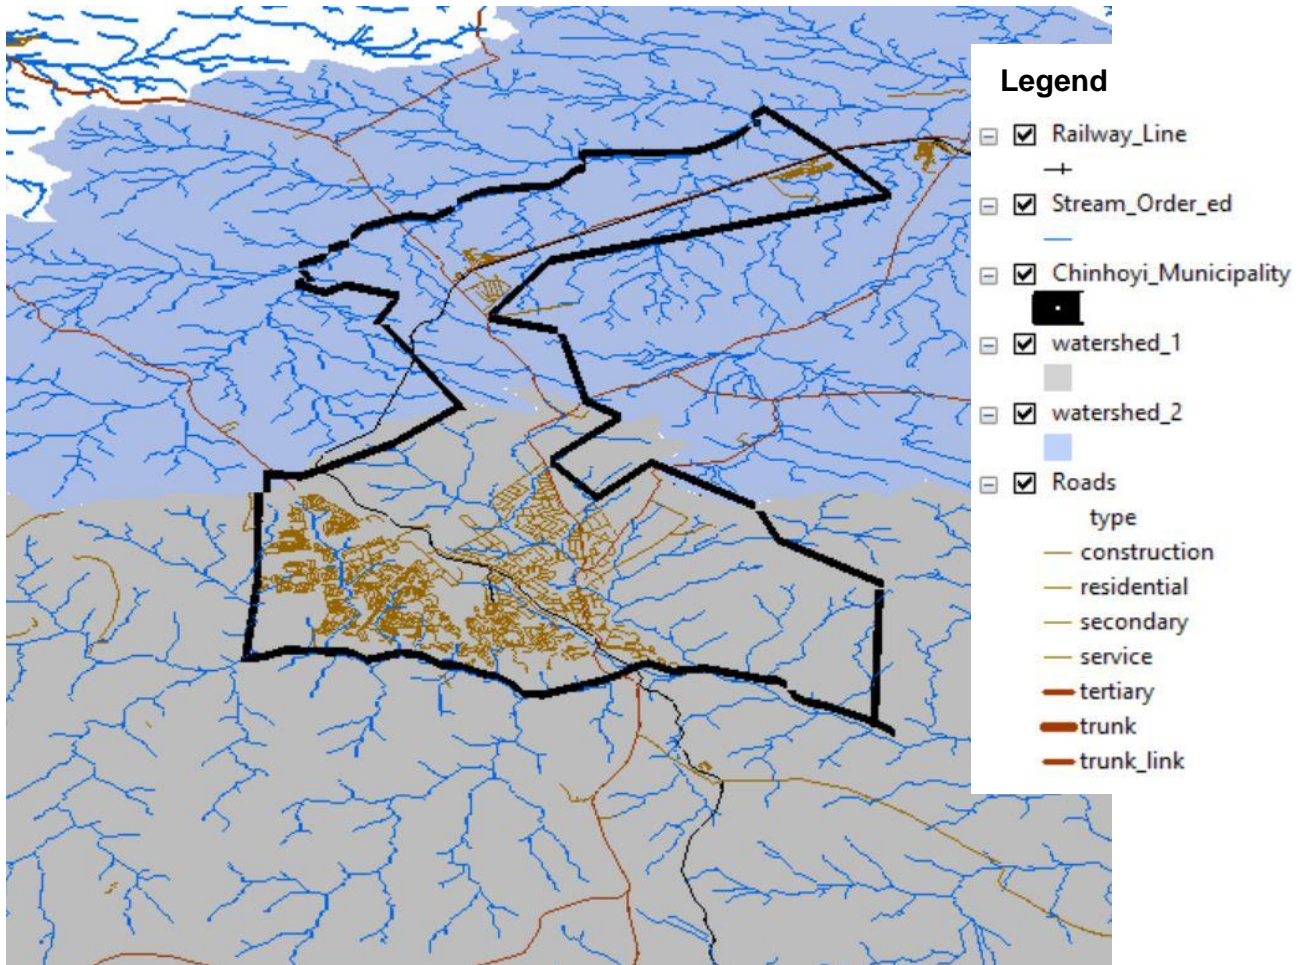 Legend
Railway_Line
Stream_Order_ed
Chinhoyi_Municipality
watershed_1
watershed_2
Roads
type
construction
residential
secondary
service
tertiary
trunk
trunk_link